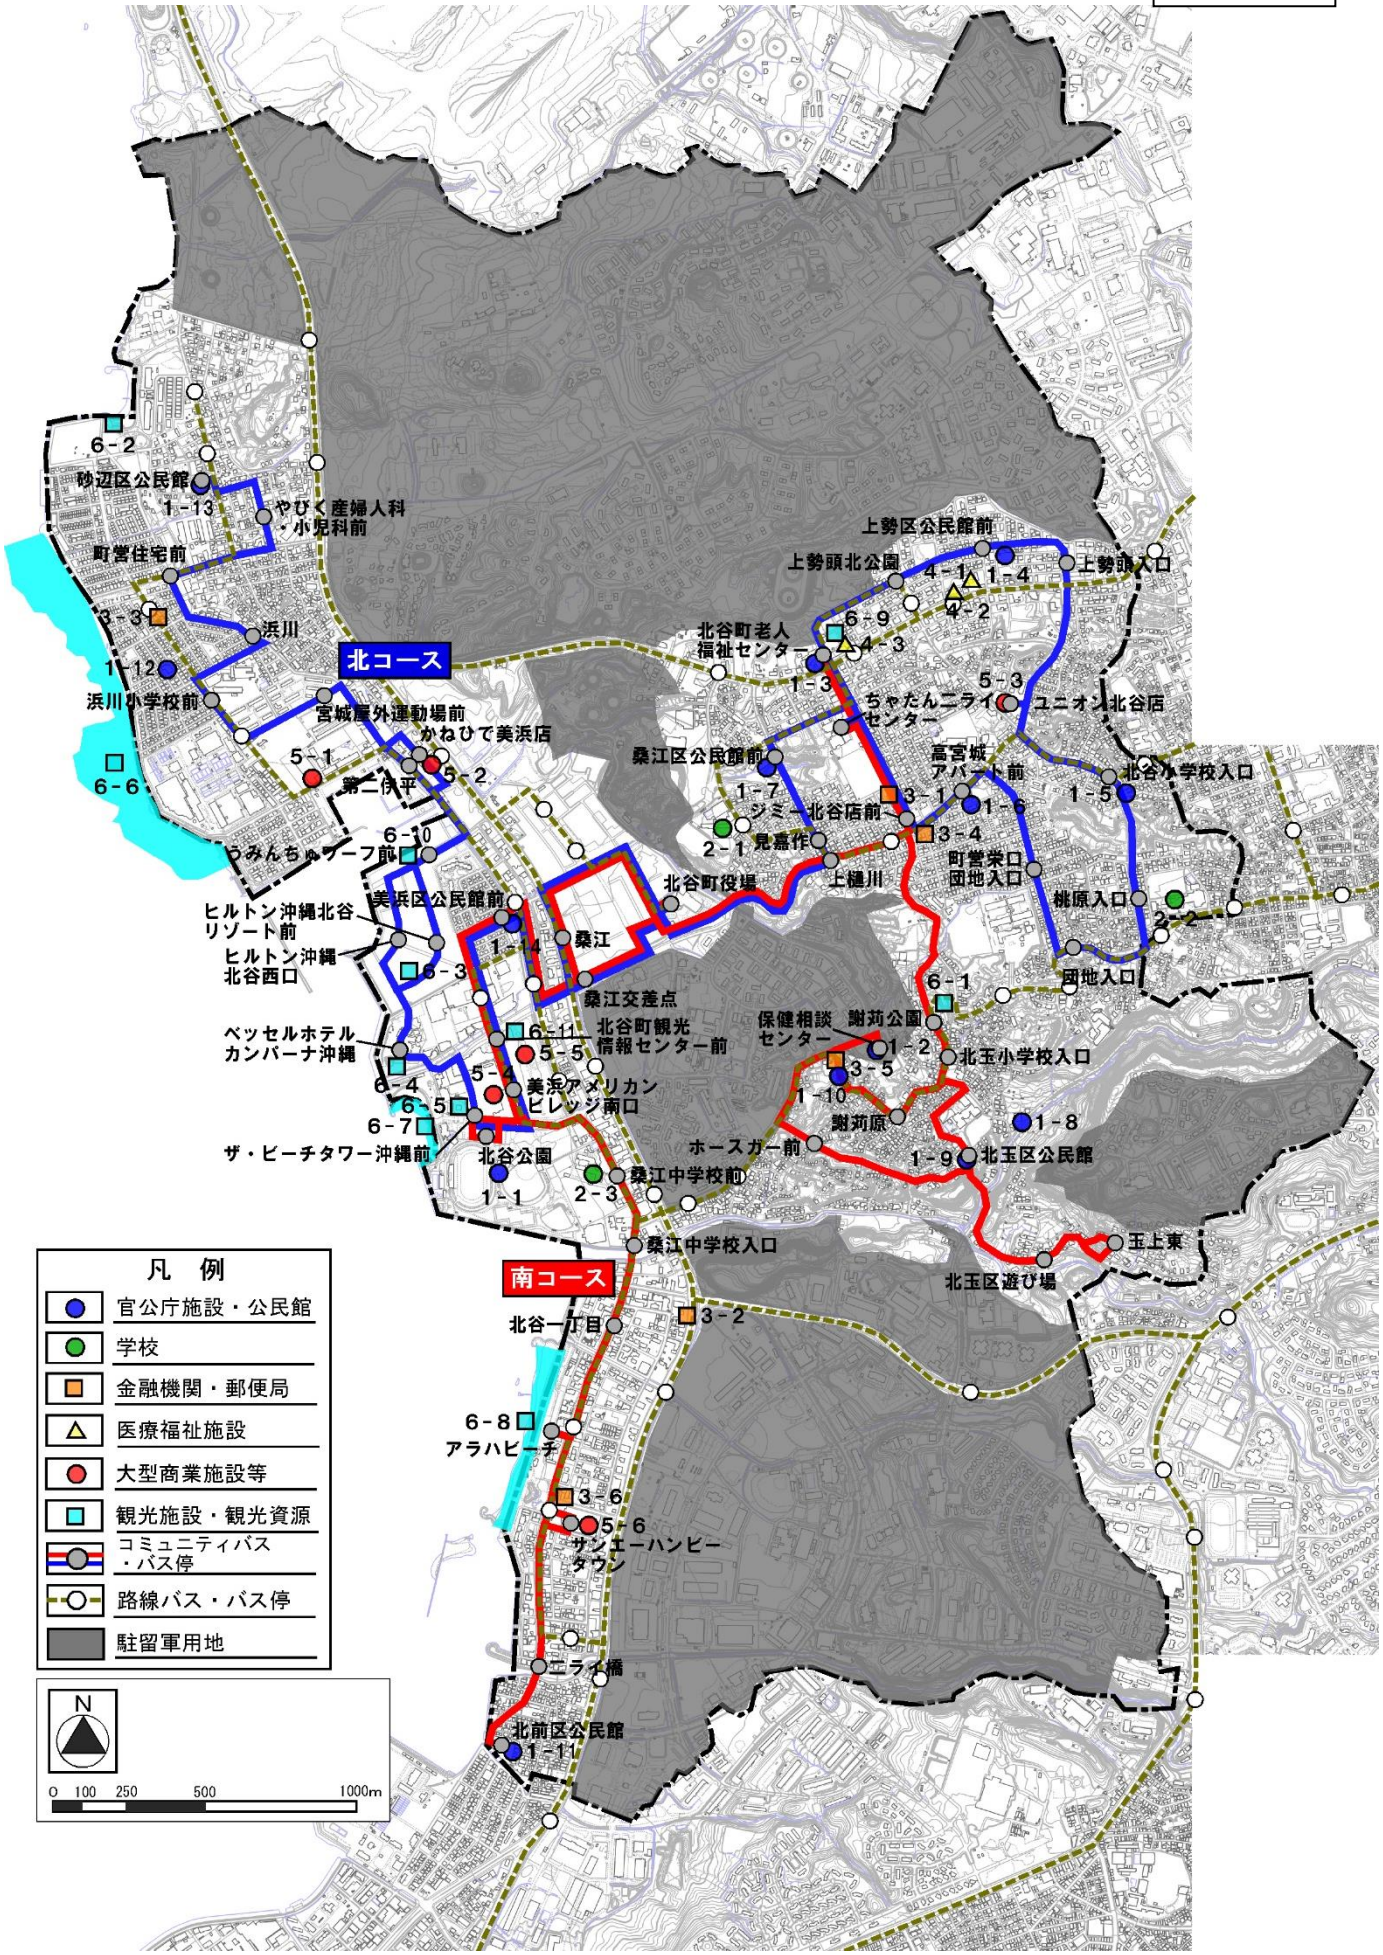 6-2
砂辺区公民館
1-13
やびく産婦人科
・小児科前
町営住宅前
3-3
浜川
1-12
浜川小学校前
北コース
宮城屋外運動場前
かねひで美浜店
5-1
第二伊平
5-2
6-6
6-10
うみんちゅワーフ前
美浜区公民館前
1-14
ヒルトン沖縄北谷
リゾート前
ヒルトン沖縄
北谷西口
6-3
桑江
桑江交差点
北谷町役場
ベッセルホテル
カンパーナ沖縄
6-11
北谷町観光
情報センター前
5-5
5-4
美浜アメリカン
ビレッジ南口
6-4
6-5
6-7
ザ・ビーチタワー沖縄前
北谷公園
1-1
2-3
桑江中学校前
桑江中学校入口
上勢区公民館前
上勢頭北公園
4-1
1-4
上勢頭入口
4-2
6-9
北谷町老人
福祉センター
4-3
1-3
5-3
ちゃたんニライ
センター
ユニオン北谷店
桑江区公民館前
1-7
高宮城
アパート前
北谷小学校入口
1-5
3-1
1-6
ジミー北谷店前
3-4
2-1
見嘉作
上樋川
町営栄口
団地入口
桃原入口
2-2
団地入口
6-1
保健相談
センター
謝苅公園
1-2
北玉小学校入口
3-5
1-10
謝苅原
1-8
ホースガー前
1-9
北玉区公民館
玉上東
北玉区遊び場
南コース
北谷一丁目
3-2
6-8
アラハビーチ
3-6
5-6
サンエーハンビー
タウン
ニライ橋
北前区公民館
1-11
凡 例
官公庁施設・公民館
学校
金融機関・郵便局
医療福祉施設
大型商業施設等
観光施設・観光資源
コミュニティバス
・バス停
路線バス・バス停
駐留軍用地
N
0 100 250 500 1000m